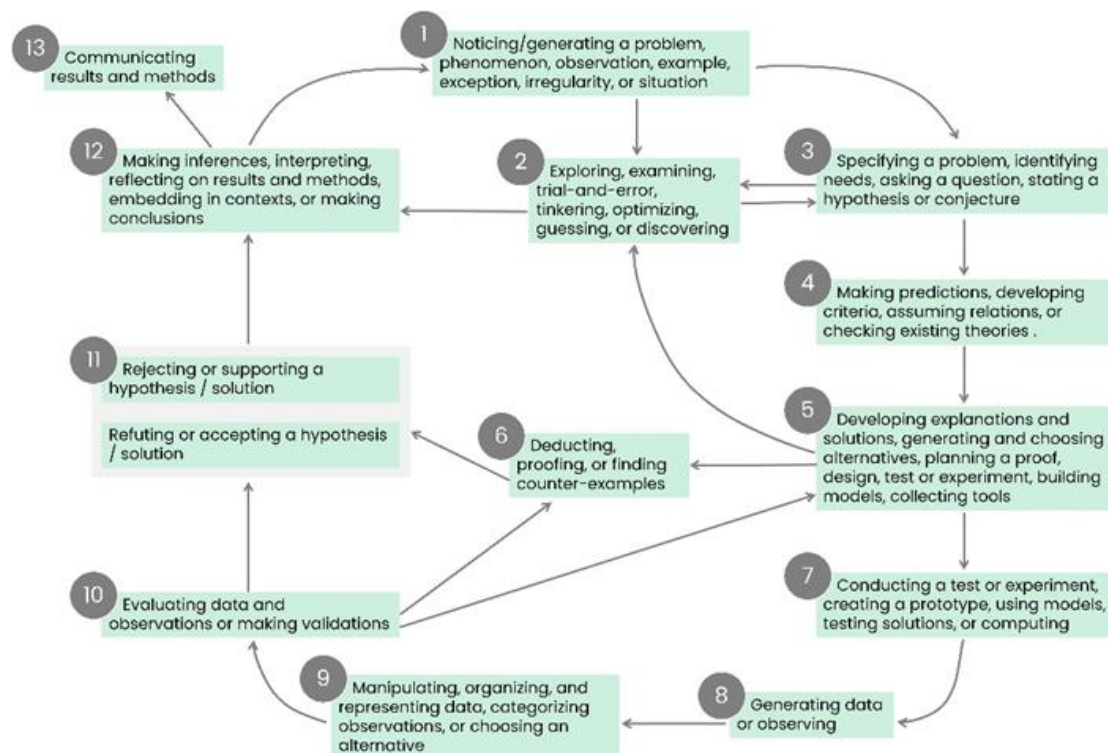 1
Noticing/generating a problem,
phenomenon, observation, example,
exception, irregularity, or situation
2
Exploring, examining,
trial-and-error,
tinkering, optimizing,
guessing, or discovering
3
Specifying a problem, identifying
needs, asking a question, stating a
hypothesis or conjecture
4
Making predictions, developing
criteria, assuming relations, or
checking existing theories .
5
Developing explanations and
solutions, generating and choosing
alternatives, planning a proof,
design, test or experiment, building
models, collecting tools
6
Deducting,
proofing, or finding
counter-examples
7
Conducting a test or experiment,
creating a prototype, using models,
testing solutions, or computing
8
Generating data
or observing
9
Manipulating, organizing, and
representing data, categorizing
observations, or choosing an
alternative
10
Evaluating data and
observations or making validations
11
Rejecting or supporting a
hypothesis / solution
Refuting or accepting a hypothesis
/ solution
12
Making inferences, interpreting,
reflecting on results and methods,
embedding in contexts, or making
conclusions
13
Communicating
results and methods